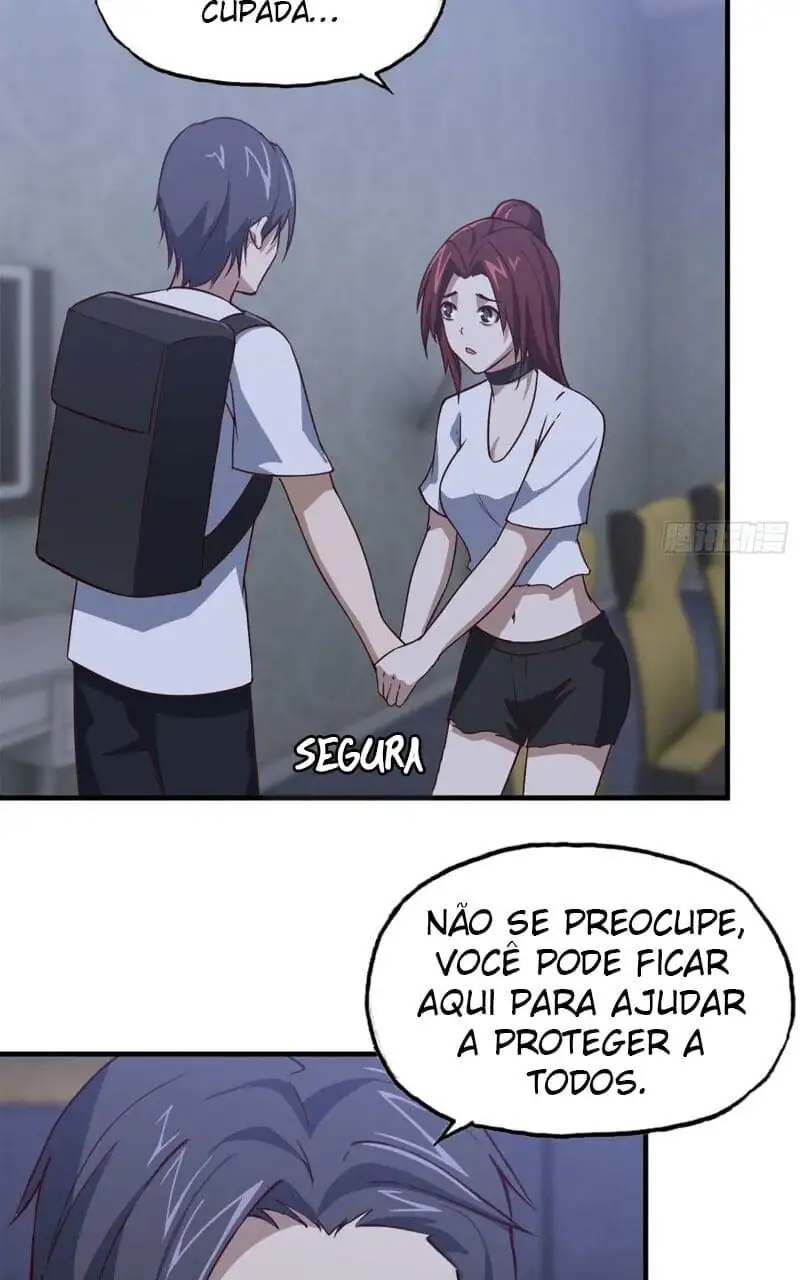 CUPADA...
SEGURA
NÃO SE PREOCUPE,
VOCÊ PODE FICAR
AQUI PARA AJUDAR
A PROTEGER A
TODOS.